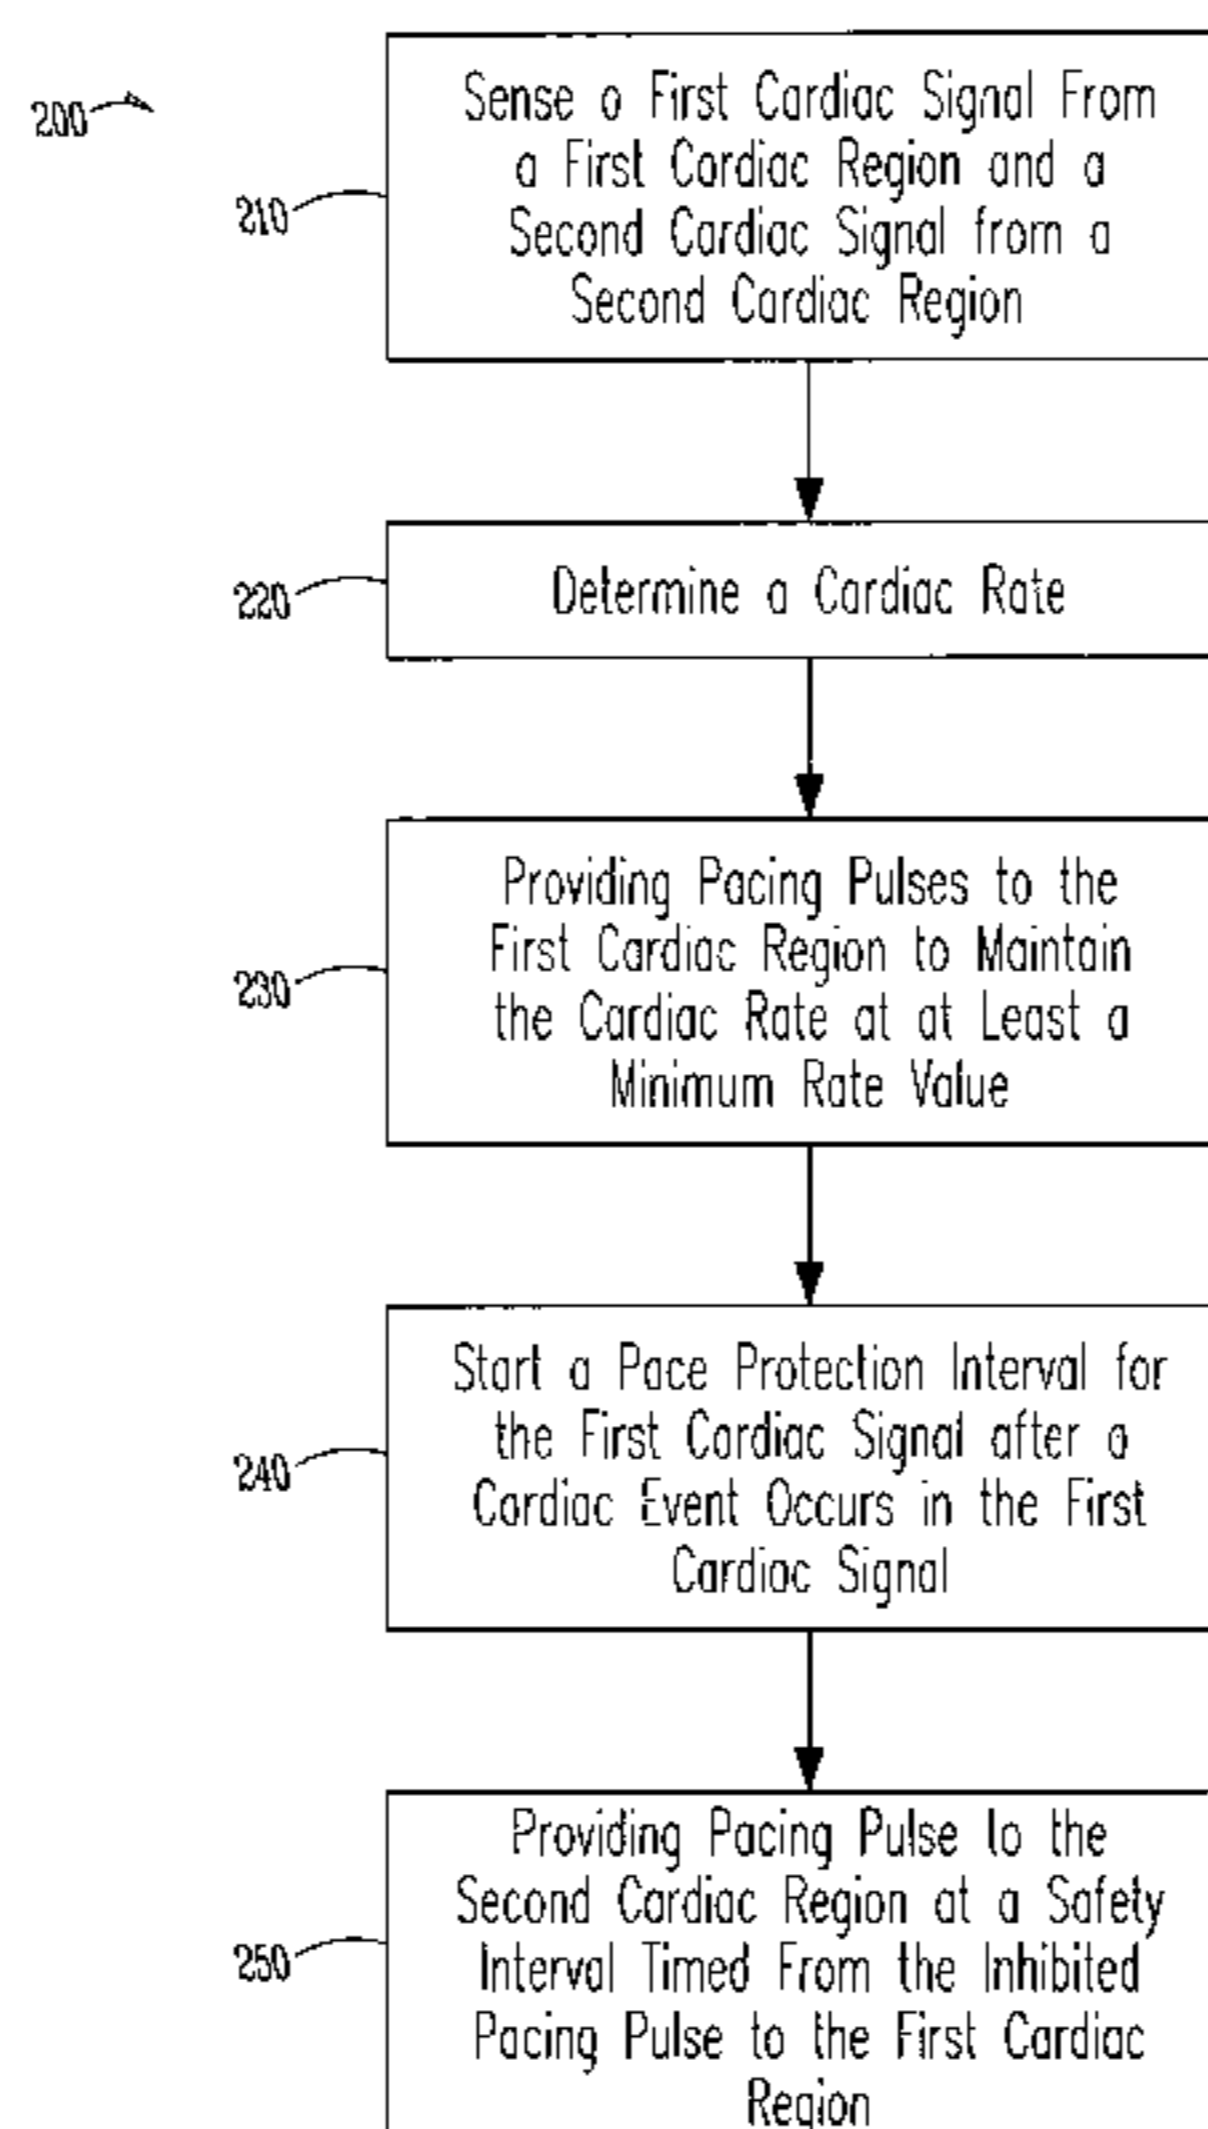 200
Sense a First Cardiac Signal From
a First Cardiac Region and a
Second Cardiac Signal from a
Second Cardiac Region
210
Determine a Cardiac Rate
220
Providing Pacing Pulses to the
First Cardiac Region to Maintain
the Cardiac Rate at at Least a
Minimum Rate Value
230
Start a Pace Protection Interval for
the First Cardiac Signal after a
Cardiac Event Occurs in the First
Cardiac Signal
240
Providing Pacing Pulse to the
Second Cardiac Region at a Safety
Interval Timed From the Inhibited
Pacing Pulse to the First Cardiac
Region
250